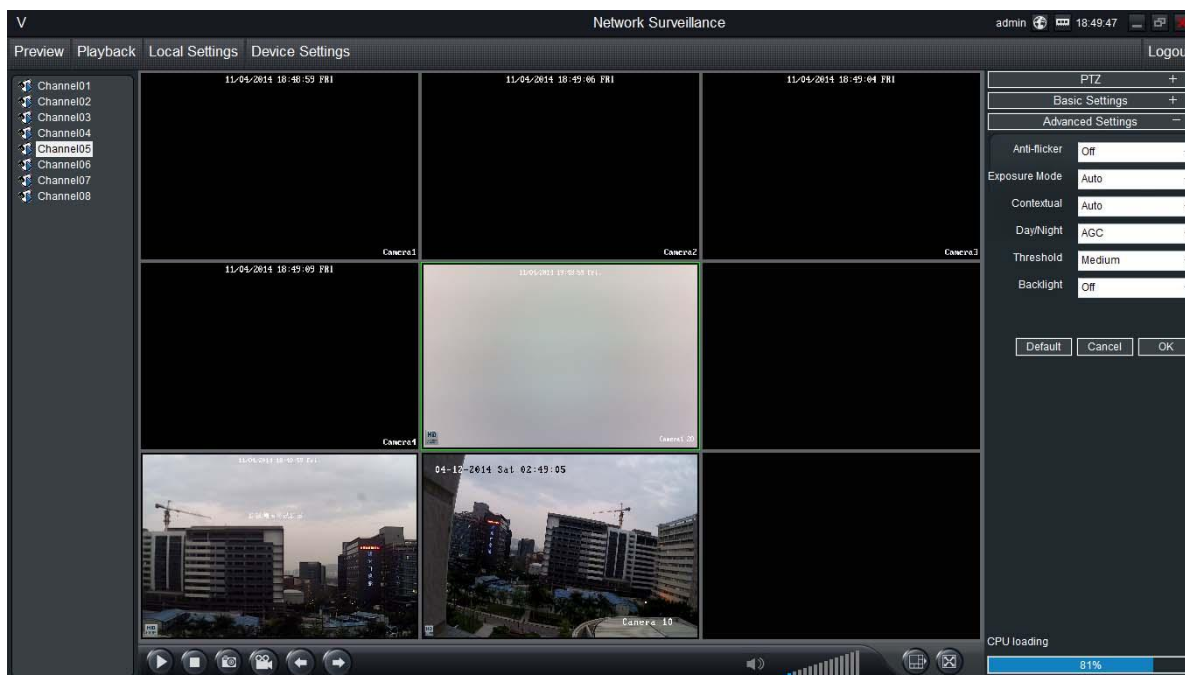 V Network Surveillance admin 18:49:47
Preview Playback Local Settings Device Settings Logou
Channel01
Channel02
Channel03
Channel04
Channel05
Channel06
Channel07
Channel08
11/04/2014 18:48:59 FRI
Camera1
11/04/2014 18:49:06 FRI
Camera2
11/04/2014 18:49:04 FRI
Camera3
11/04/2014 18:49:09 FRI
Camera4
HD
HD
04-12-2014 Sat 02:49:05
Camera 10
PTZ +
Basic Settings +
Advanced Settings −
Anti-flicker Off
Exposure Mode Auto
Contextual Auto
Day/Night AGC
Threshold Medium
Backlight Off
Default Cancel OK
CPU loading
81%